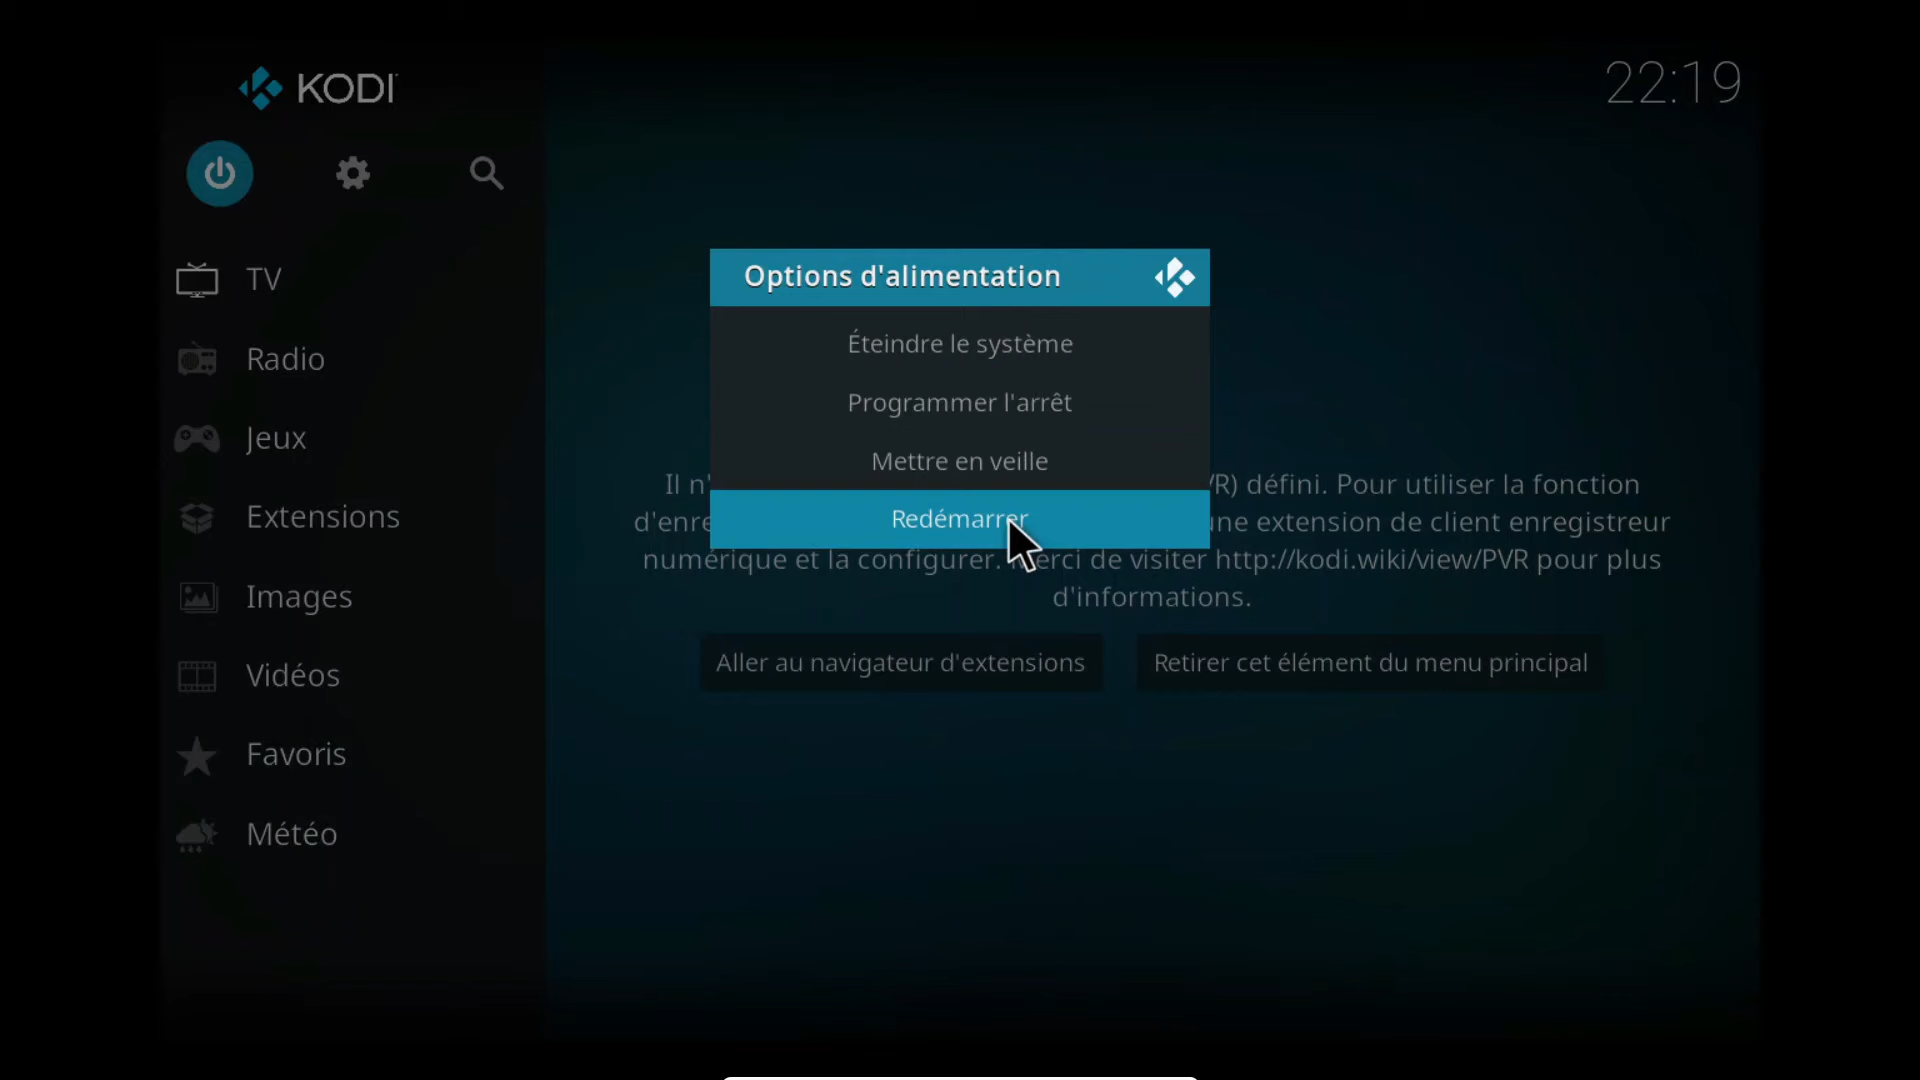 KODI
22:19
TV
Radio
Jeux
Extensions
Images
Vidéos
Favoris
Météo
Options d'alimentation
Éteindre le système
Programmer l'arrêt
Mettre en veille
Redémarrer
Il n' défini. Pour utiliser la fonction
extension de client enregistreur
numérique et la configurer. de visiter http://kodi.wiki/view/PVR pour plus
d'informations.
Aller au navigateur d'extensions
Retirer cet élément du menu principal